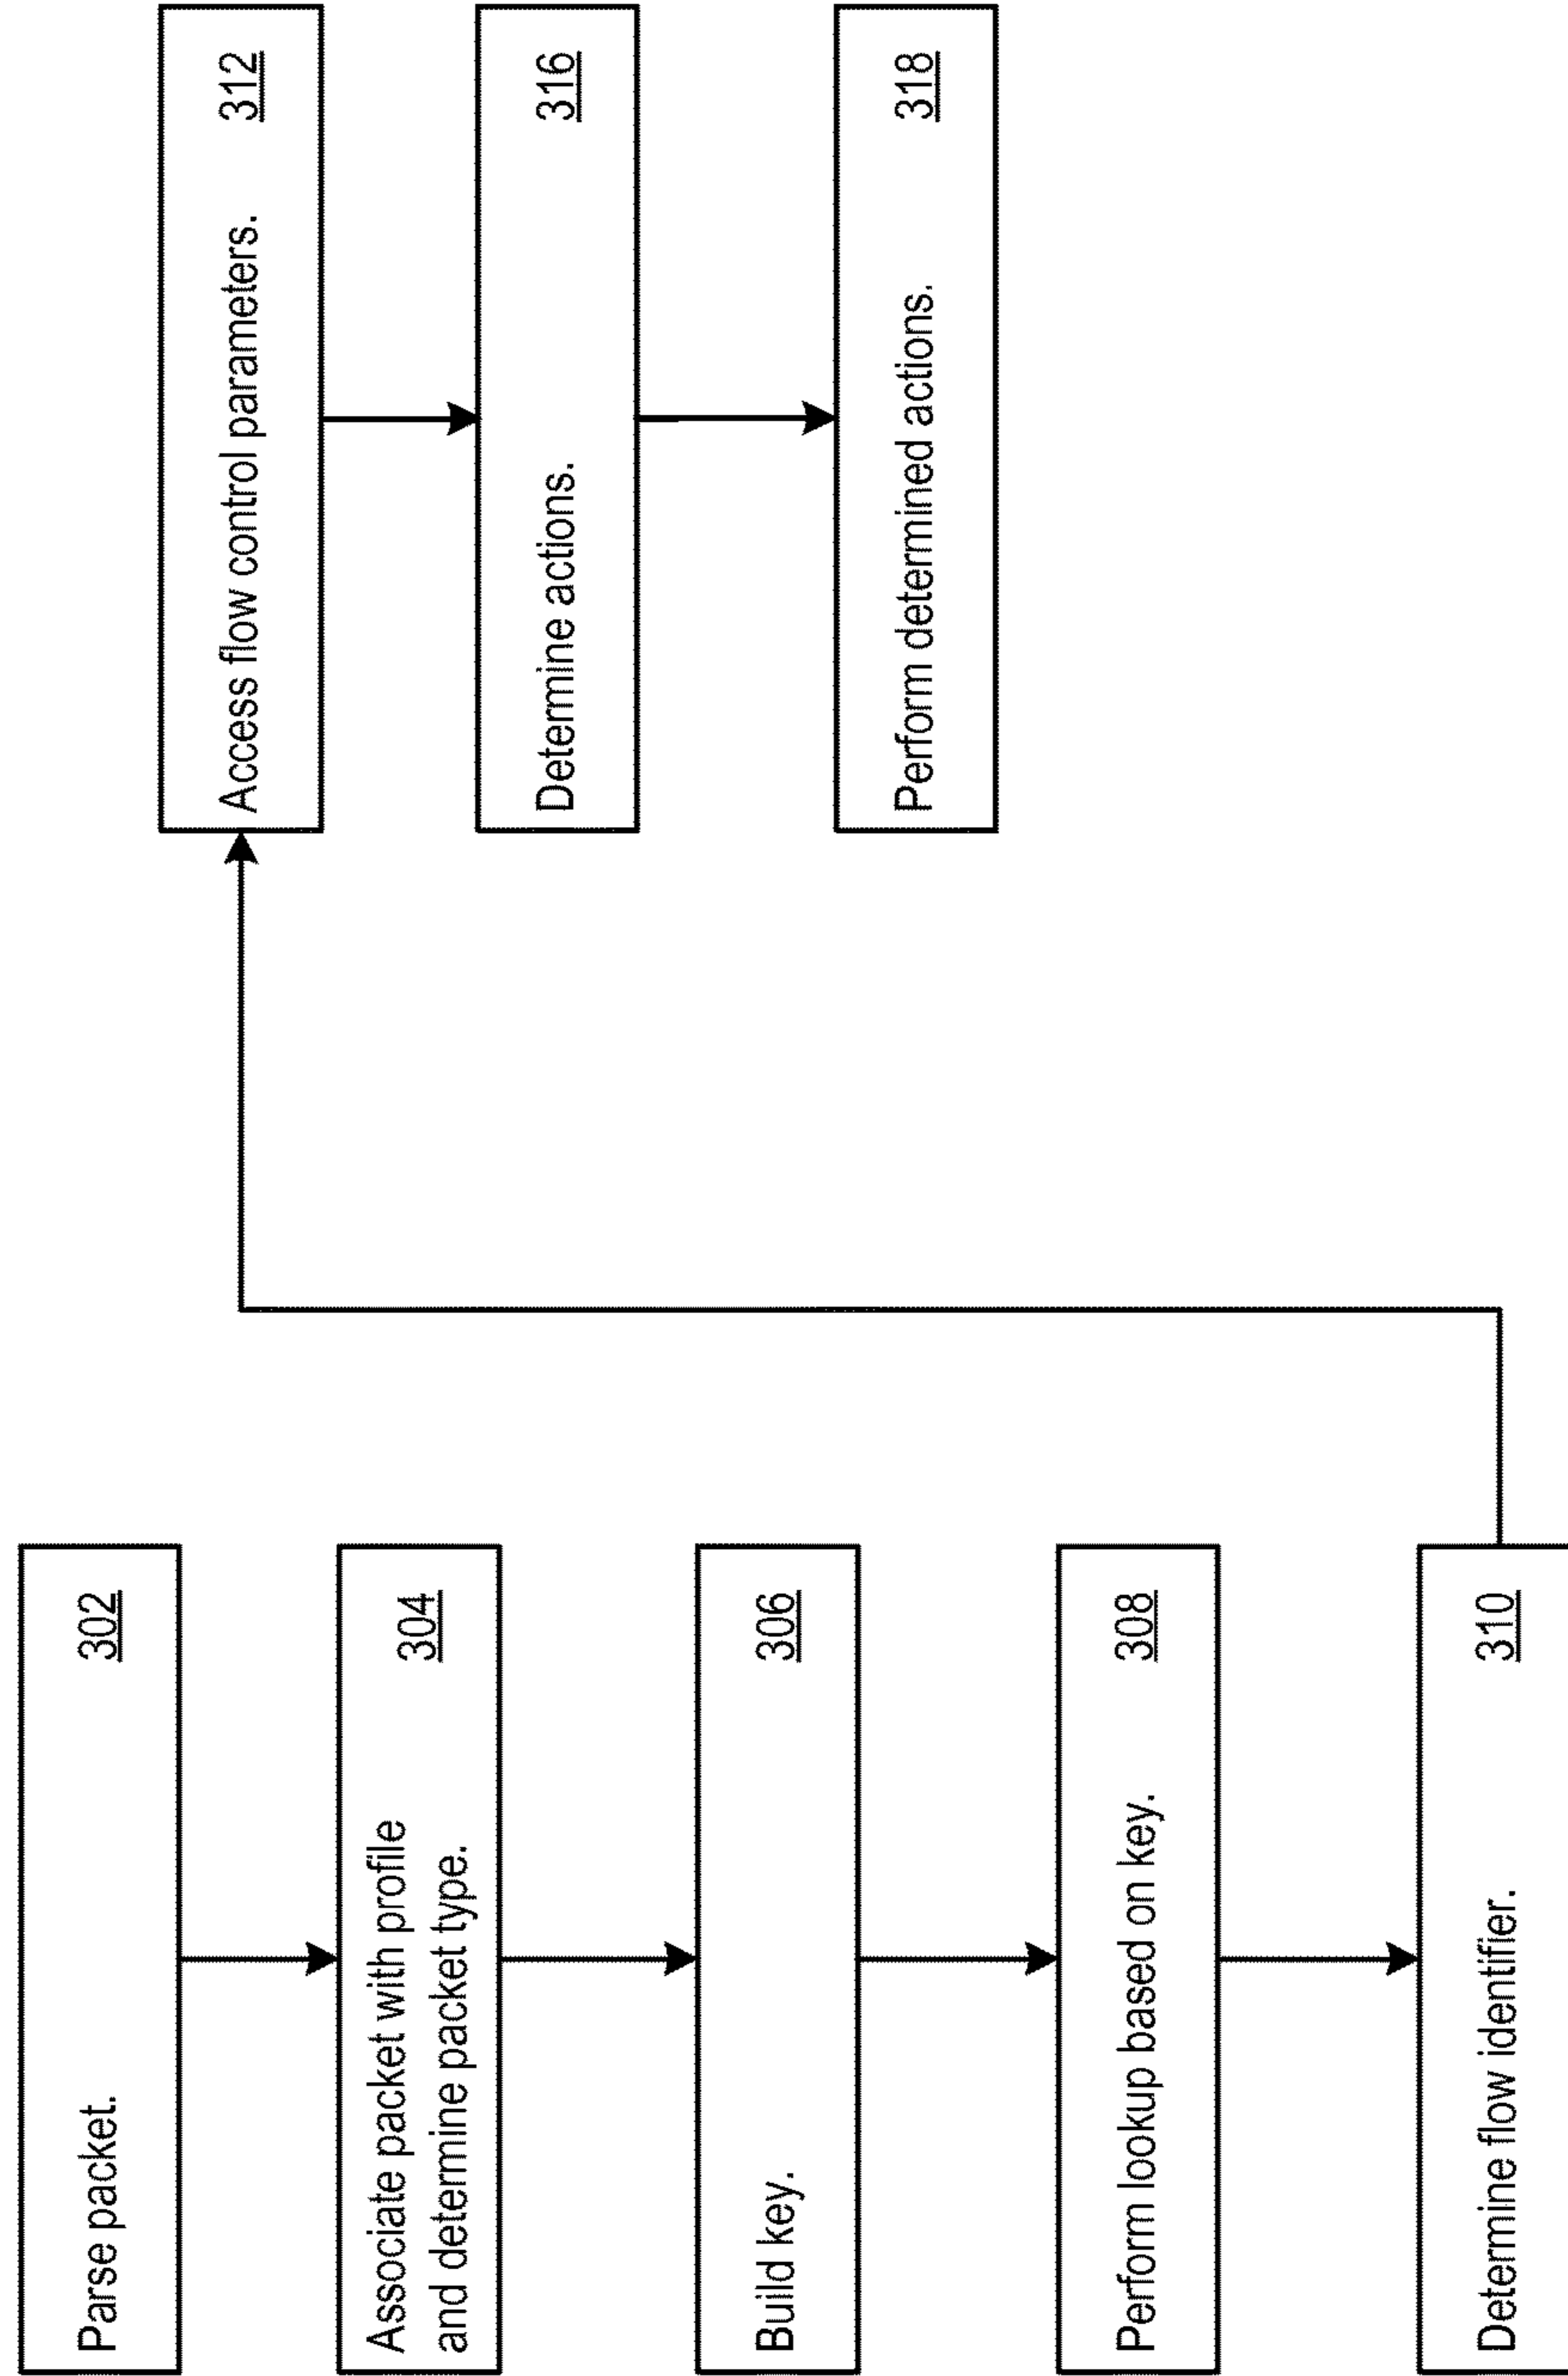 Parse packet. 302
Associate packet with profile
and determine packet type. 304
Build key. 306
Perform lookup based on key. 308
Determine flow identifier. 310
Access flow control parameters. 312
Determine actions. 316
Perform determined actions. 318